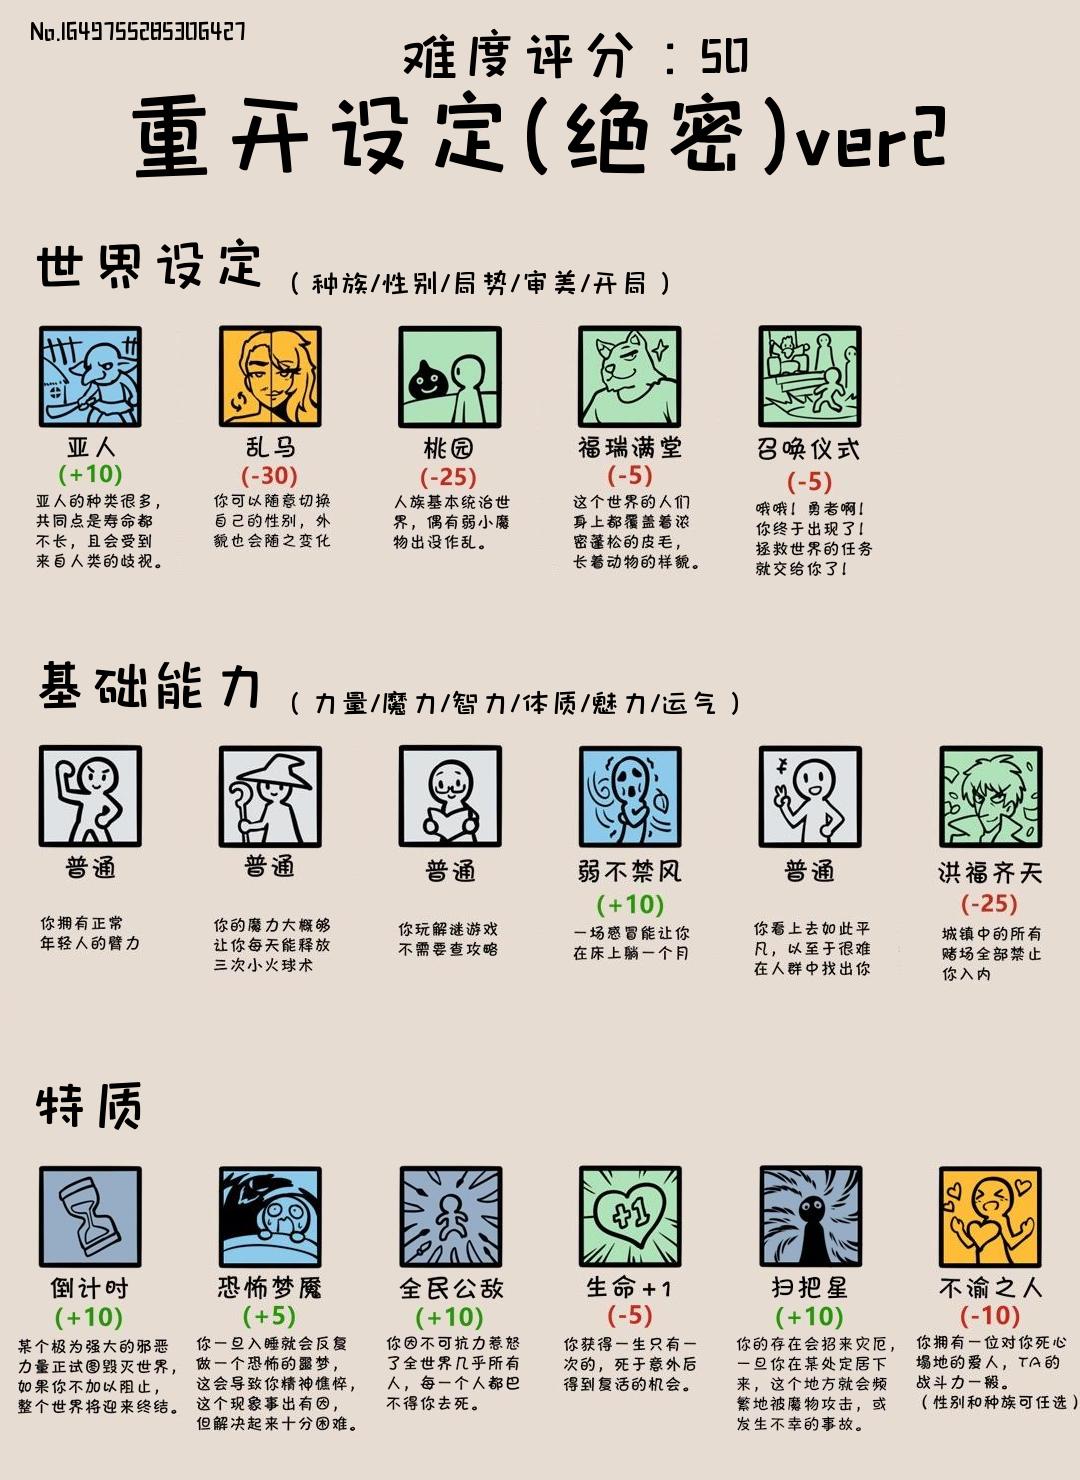 No.1649755285306427
难度评分：50
重开设定(绝密)ver2
世界设定 （种族/性别/局势/审美/开局）
亚人 乱马 桃园 福瑞满堂 召唤仪式
(+10) (-30) (-25) (-5) (-5)
亚人的种类很多，
共同点是寿命都
不长，且会受到
来自人类的歧视。
你可以随意切换
自己的性别，外
貌也会随之变化
人族基本统治世
界，偶有弱小魔
物出没作乱。
这个世界的人们
身上都覆盖着浓
密蓬松的皮毛，
长着动物的样貌。
哦哦！勇者啊！
你终于出现了！
拯救世界的任务
就交给你了！
基础能力 （力量/魔力/智力/体质/魅力/运气）
普通 普通 普通 弱不禁风 普通 洪福齐天
(+10) (-25)
你拥有正常
年轻人的臂力
你的魔力大概够
让你每天能释放
三次小火球术
你玩解谜游戏
不需要查攻略
一场感冒能让你
在床上躺一个月
你看上去如此平
凡，以至于很难
在人群中找出你
城镇中的所有
赌场全部禁止
你入内
特质
倒计时 恐怖梦魇 全民公敌 生命+1 扫把星 不渝之人
(+10) (+5) (+10) (-5) (+10) (-10)
某个极为强大的邪恶
力量正试图毁灭世界，
如果你不加以阻止，
整个世界将迎来终结。
你一旦入睡就会反复
做一个恐怖的噩梦，
这会导致你精神憔悴，
这个现象事出有因，
但解决起来十分困难。
你因不可抗力惹怒
了全世界几乎所有
人，每一个人都巴
不得你去死。
你获得一生只有一
次的，死于意外后
得到复活的机会。
你的存在会招来灾厄，
一旦你在某处定居下
来，这个地方就会频
繁地被魔物攻击，或
发生不幸的事故。
你拥有一位对你死心
塌地的爱人，TA的
战斗力一般。
（性别和种族可任选）